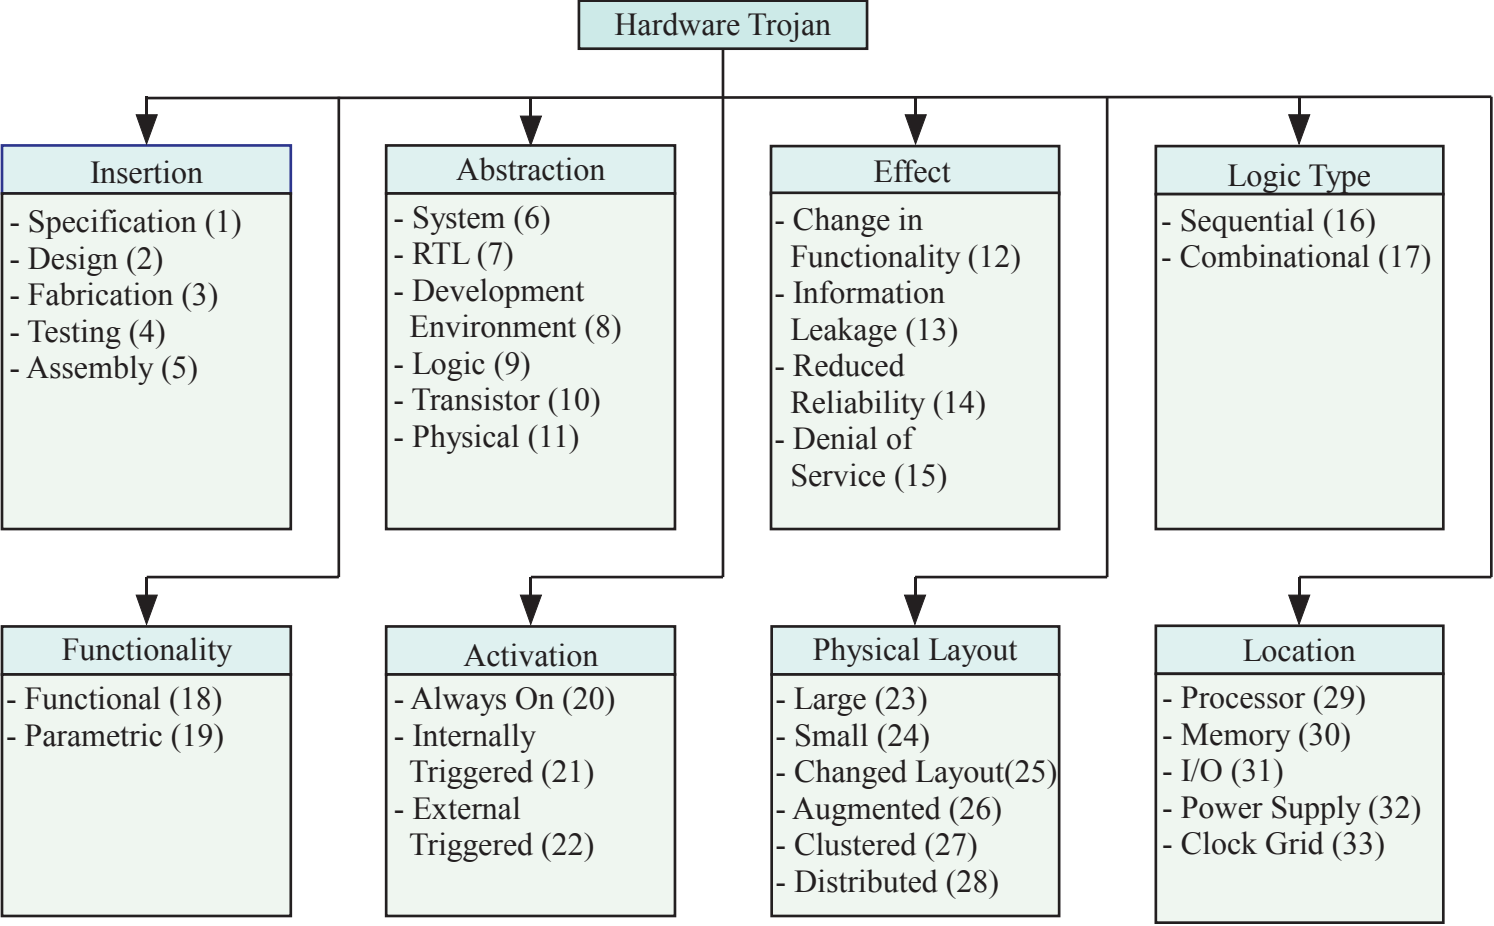 Hardware Trojan
Insertion
- Specification (1)
- Design (2)
- Fabrication (3)
- Testing (4)
- Assembly (5)
Abstraction
- System (6)
- RTL (7)
- Development
Environment (8)
- Logic (9)
- Transistor (10)
- Physical (11)
Effect
- Change in
Functionality (12)
- Information
Leakage (13)
- Reduced
Reliability (14)
- Denial of
Service (15)
Logic Type
- Sequential (16)
- Combinational (17)
Functionality
- Functional (18)
- Parametric (19)
Activation
- Always On (20)
- Internally
Triggered (21)
- External
Triggered (22)
Physical Layout
- Large (23)
- Small (24)
- Changed Layout(25)
- Augmented (26)
- Clustered (27)
- Distributed (28)
Location
- Processor (29)
- Memory (30)
- I/O (31)
- Power Supply (32)
- Clock Grid (33)